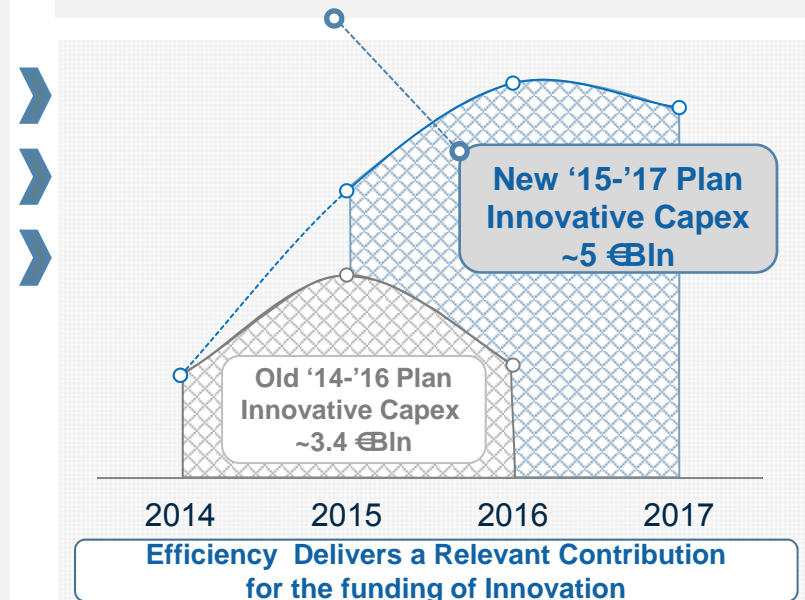 New ‘15-’17 Plan
Innovative Capex
~5 €Bln
Old ‘14-’16 Plan
Innovative Capex
~3.4 €Bln
2014 2015 2016 2017
Efficiency Delivers a Relevant Contribution
for the funding of Innovation